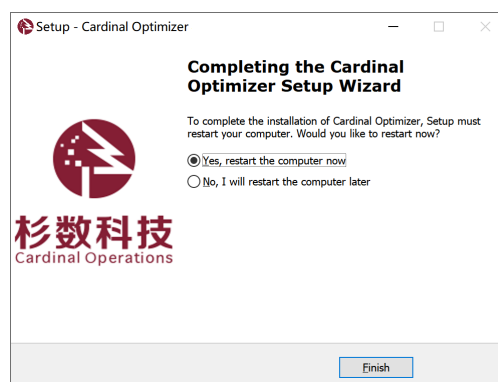 Setup - Cardinal Optimizer
Completing the Cardinal
Optimizer Setup Wizard
To complete the installation of Cardinal Optimizer, Setup must
restart your computer. Would you like to restart now?
Yes, restart the computer now
No, I will restart the computer later
杉数科技
Cardinal Operations
Finish